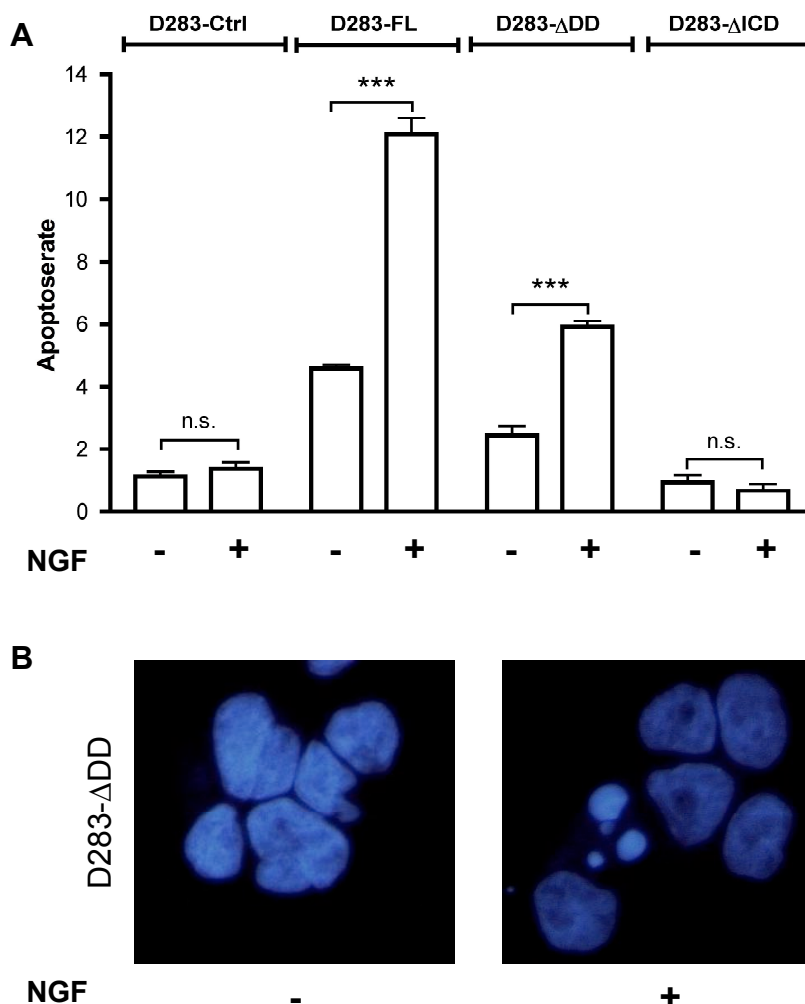 A
D283-Ctrl D283-FL D283-ΔDD D283-ΔICD
14
12
10
8
6
4
2
0
Apoptoserate
n.s. *** *** n.s.
NGF - + - + - + - +
B
D283-ΔDD
NGF - +